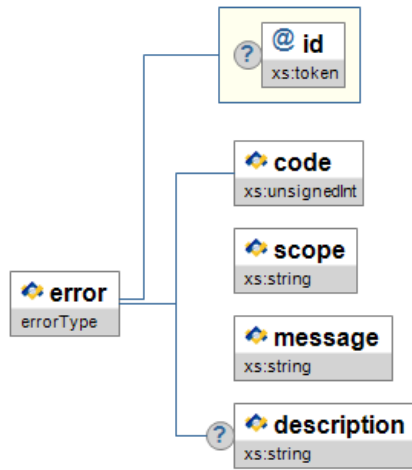 @ id
?
xs:token
code
xs:unsignedInt
scope
xs:string
error
errorType
message
xs:string
? description
xs:string